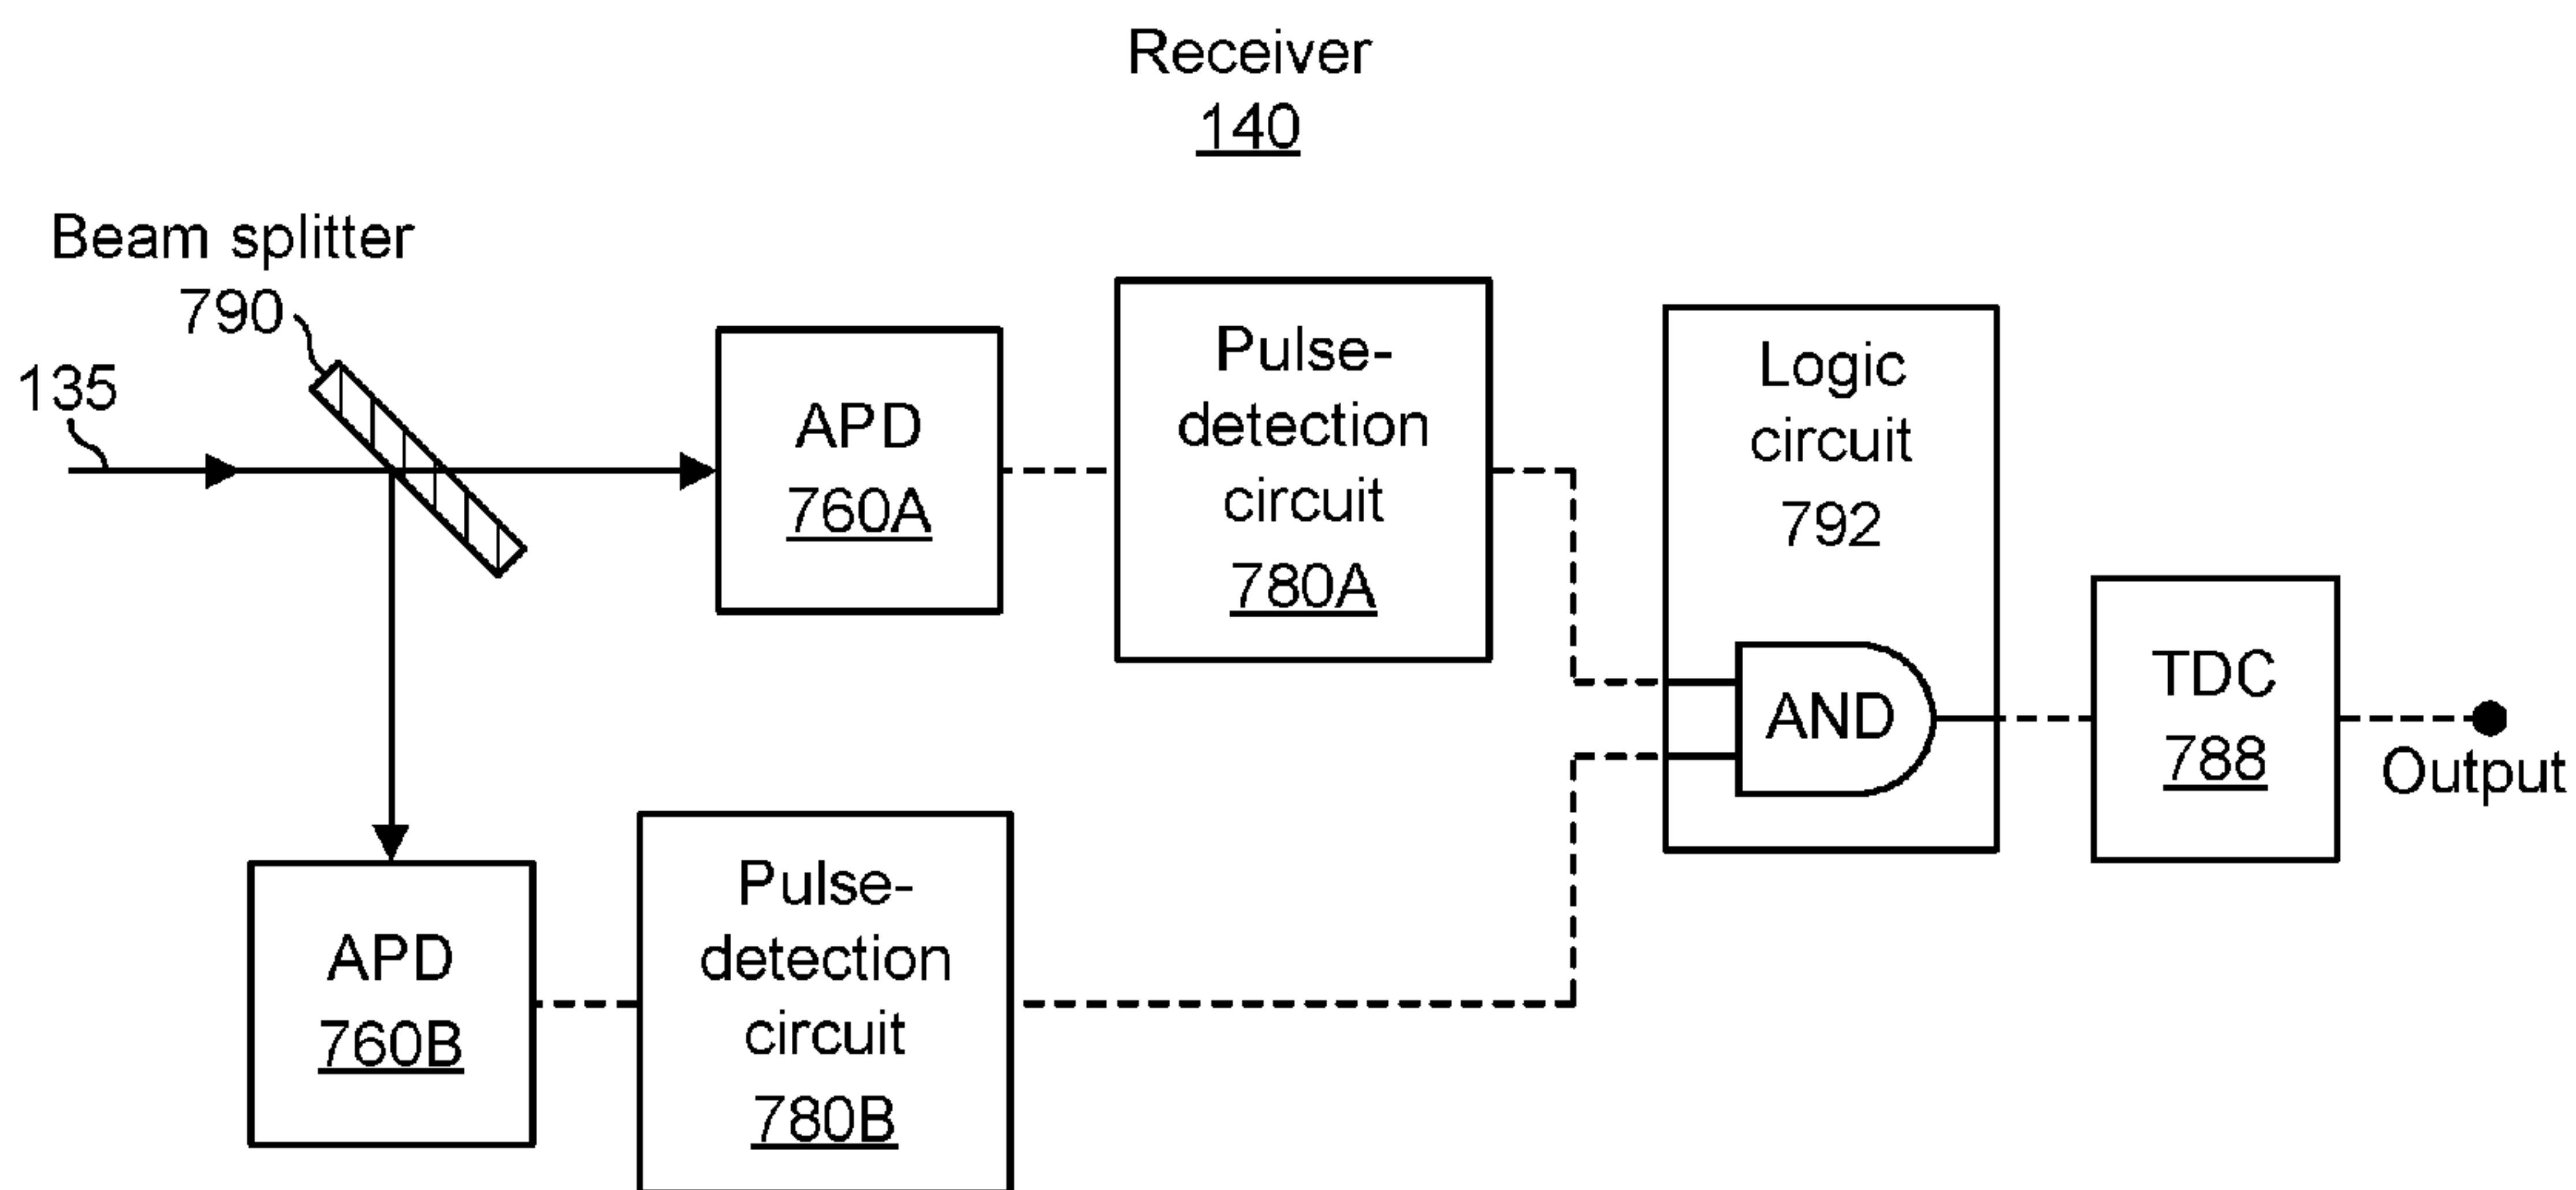 Receiver
140
Beam splitter
790
135
APD
760A
Pulse-
detection
circuit
780A
Logic
circuit
792
AND
TDC
788
Output
APD
760B
Pulse-
detection
circuit
780B